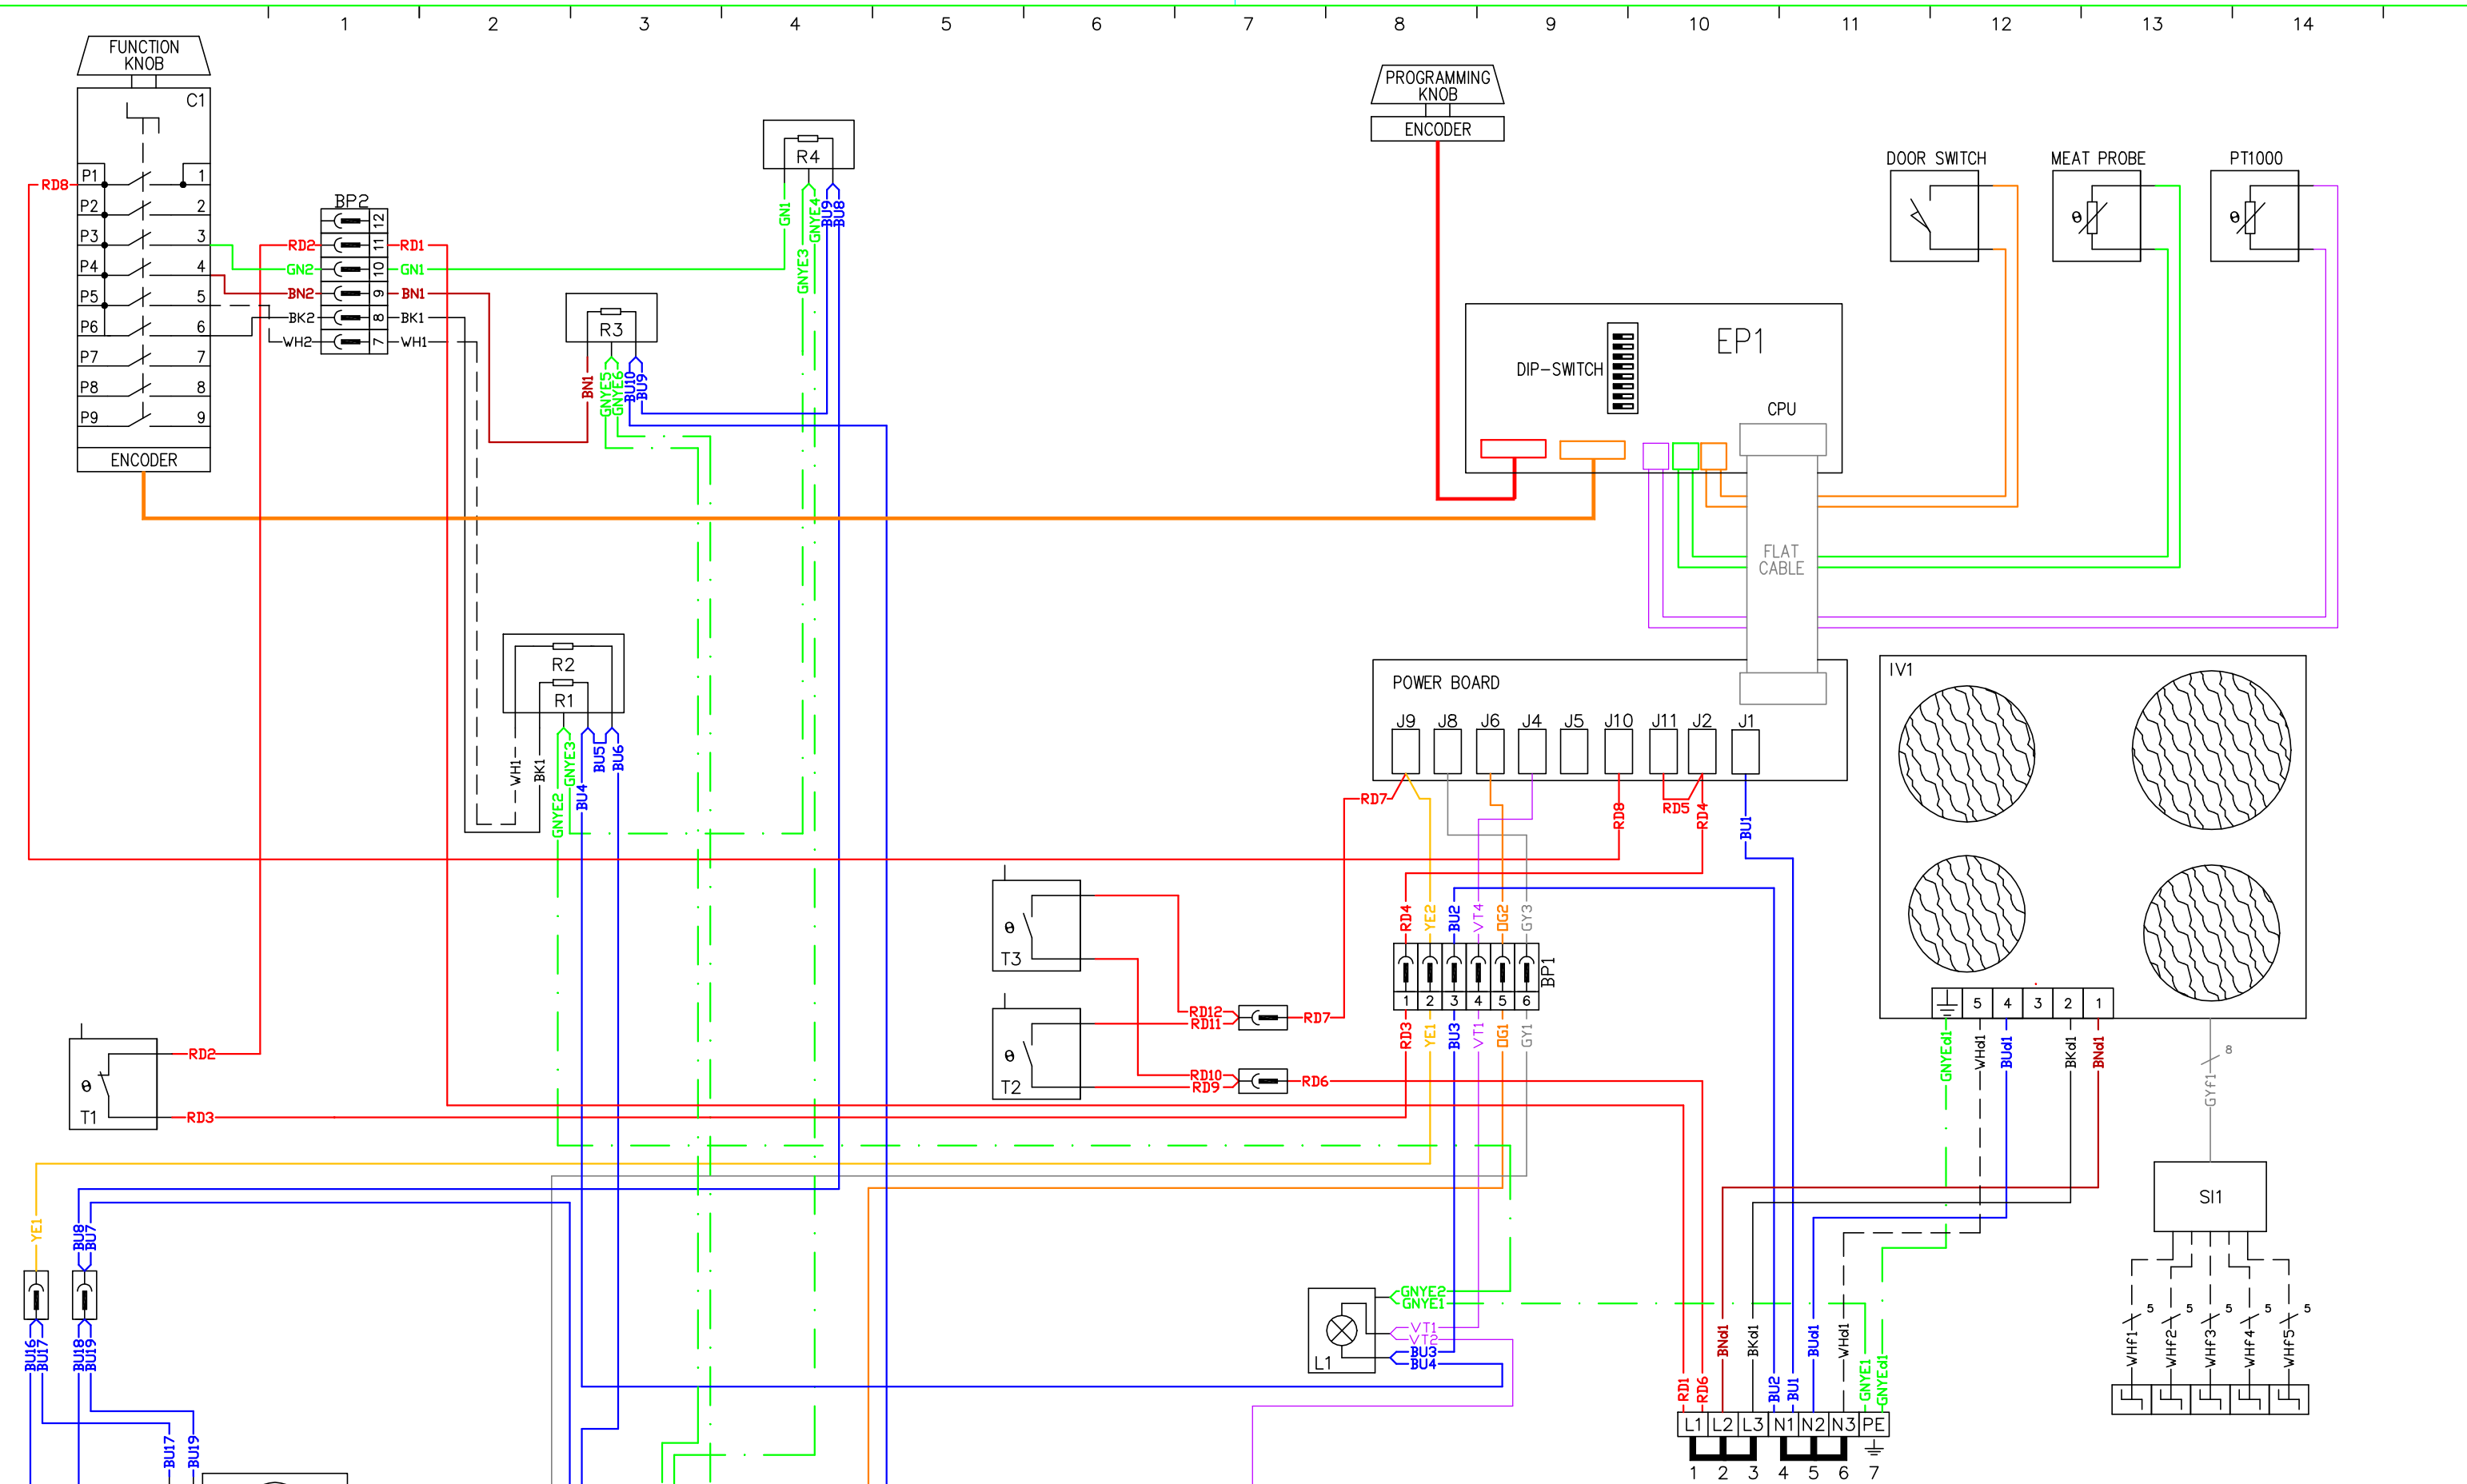 1 2 3 4 5 6 7 8 9 10 11 12 13 14
FUNCTION
KNOB
C1
P1 1
P2 2
P3 3
P4 4
P5 5
P6 6
P7 7
P8 8
P9 9
ENCODER
RD8
BP2
12
RD2 11 RD1
GN2 10 GN1
BN2 9 BN1
BK2 8 BK1
WH2 7 WH1
R4
GN1
GNYE3
GNYE4
BU9
BU8
R3
BN1
GNYE5
GNYE6
BU10
BU9
R2
R1
WH1
BK1
GNYE2
GNYE3
BU4
BU5
BU6
PROGRAMMING
KNOB
ENCODER
DOOR SWITCH
MEAT PROBE
PT1000
θ
θ
EP1
DIP-SWITCH
CPU
FLAT
CABLE
POWER BOARD
J9 J8 J6 J4 J5 J10 J11 J2 J1
RD7
RD8
RD5
RD4
BU1
RD4 YE2 BU2 VT4 OG2 GY3
BP1
1 2 3 4 5 6
RD3 YE1 BU3 VT1 OG1 GY1
θ
T3
θ
T2
RD12
RD11
RD7
RD10
RD9
RD6
θ
T1
RD2
RD3
YE1
BU8
BU7
BU16
BU17
BU18
BU19
BU17
BU19
IV1
5 4 3 2 1
GNYEd1
WHd1
BUd1
BKd1
BNd1
8
GYf1
SI1
5 5 5 5 5
WHf1 WHf2 WHf3 WHf4 WHf5
L1
GNYE2
GNYE1
VT1
VT2
BU3
BU4
RD1
RD6
BNd1
BKd1
BU2
BU1
BUd1
WHd1
GNYE1
GNYEd1
L1 L2 L3 N1 N2 N3 PE
1 2 3 4 5 6 7